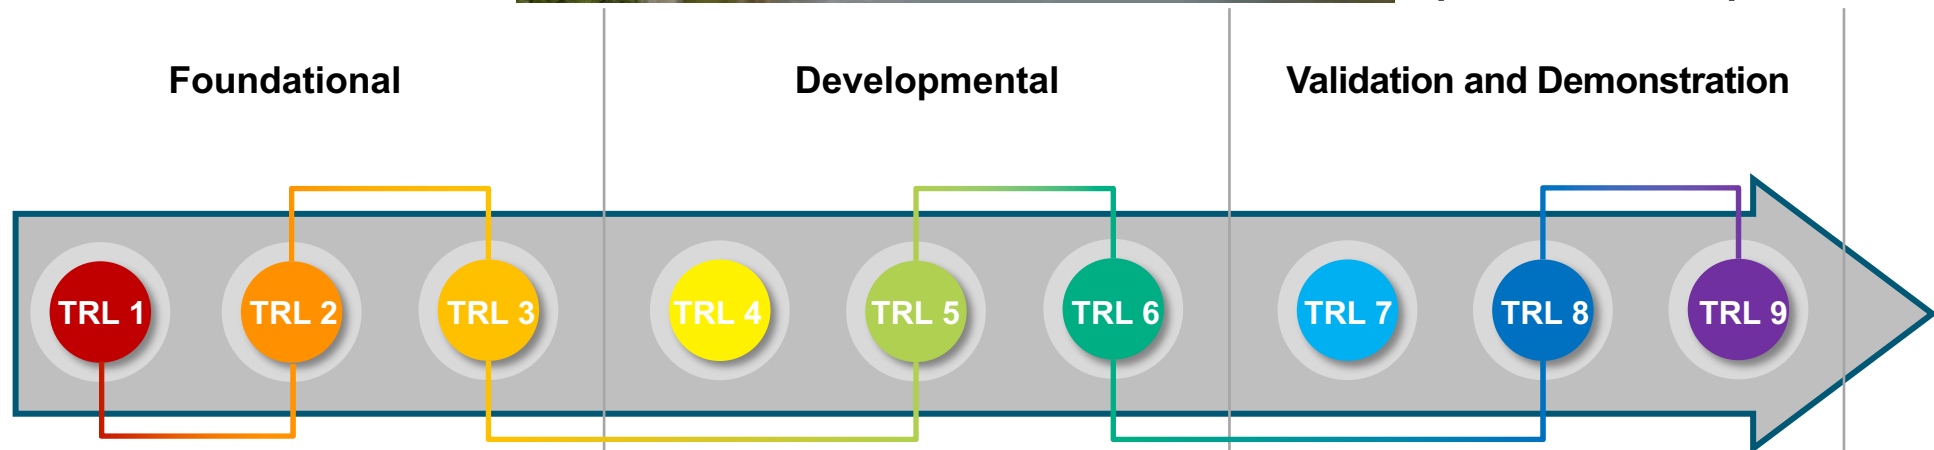 Foundational
Developmental
Validation and Demonstration
TRL 1
TRL 2
TRL 3
TRL 4
TRL 5
TRL 6
TRL 7
TRL 8
TRL 9